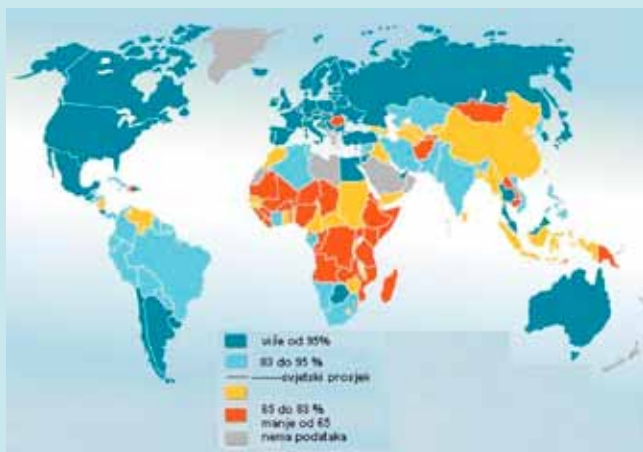 više od 95%
83 do 95 %
svjetski prosjek
65 do 83 %
manje od 65
nema podataka